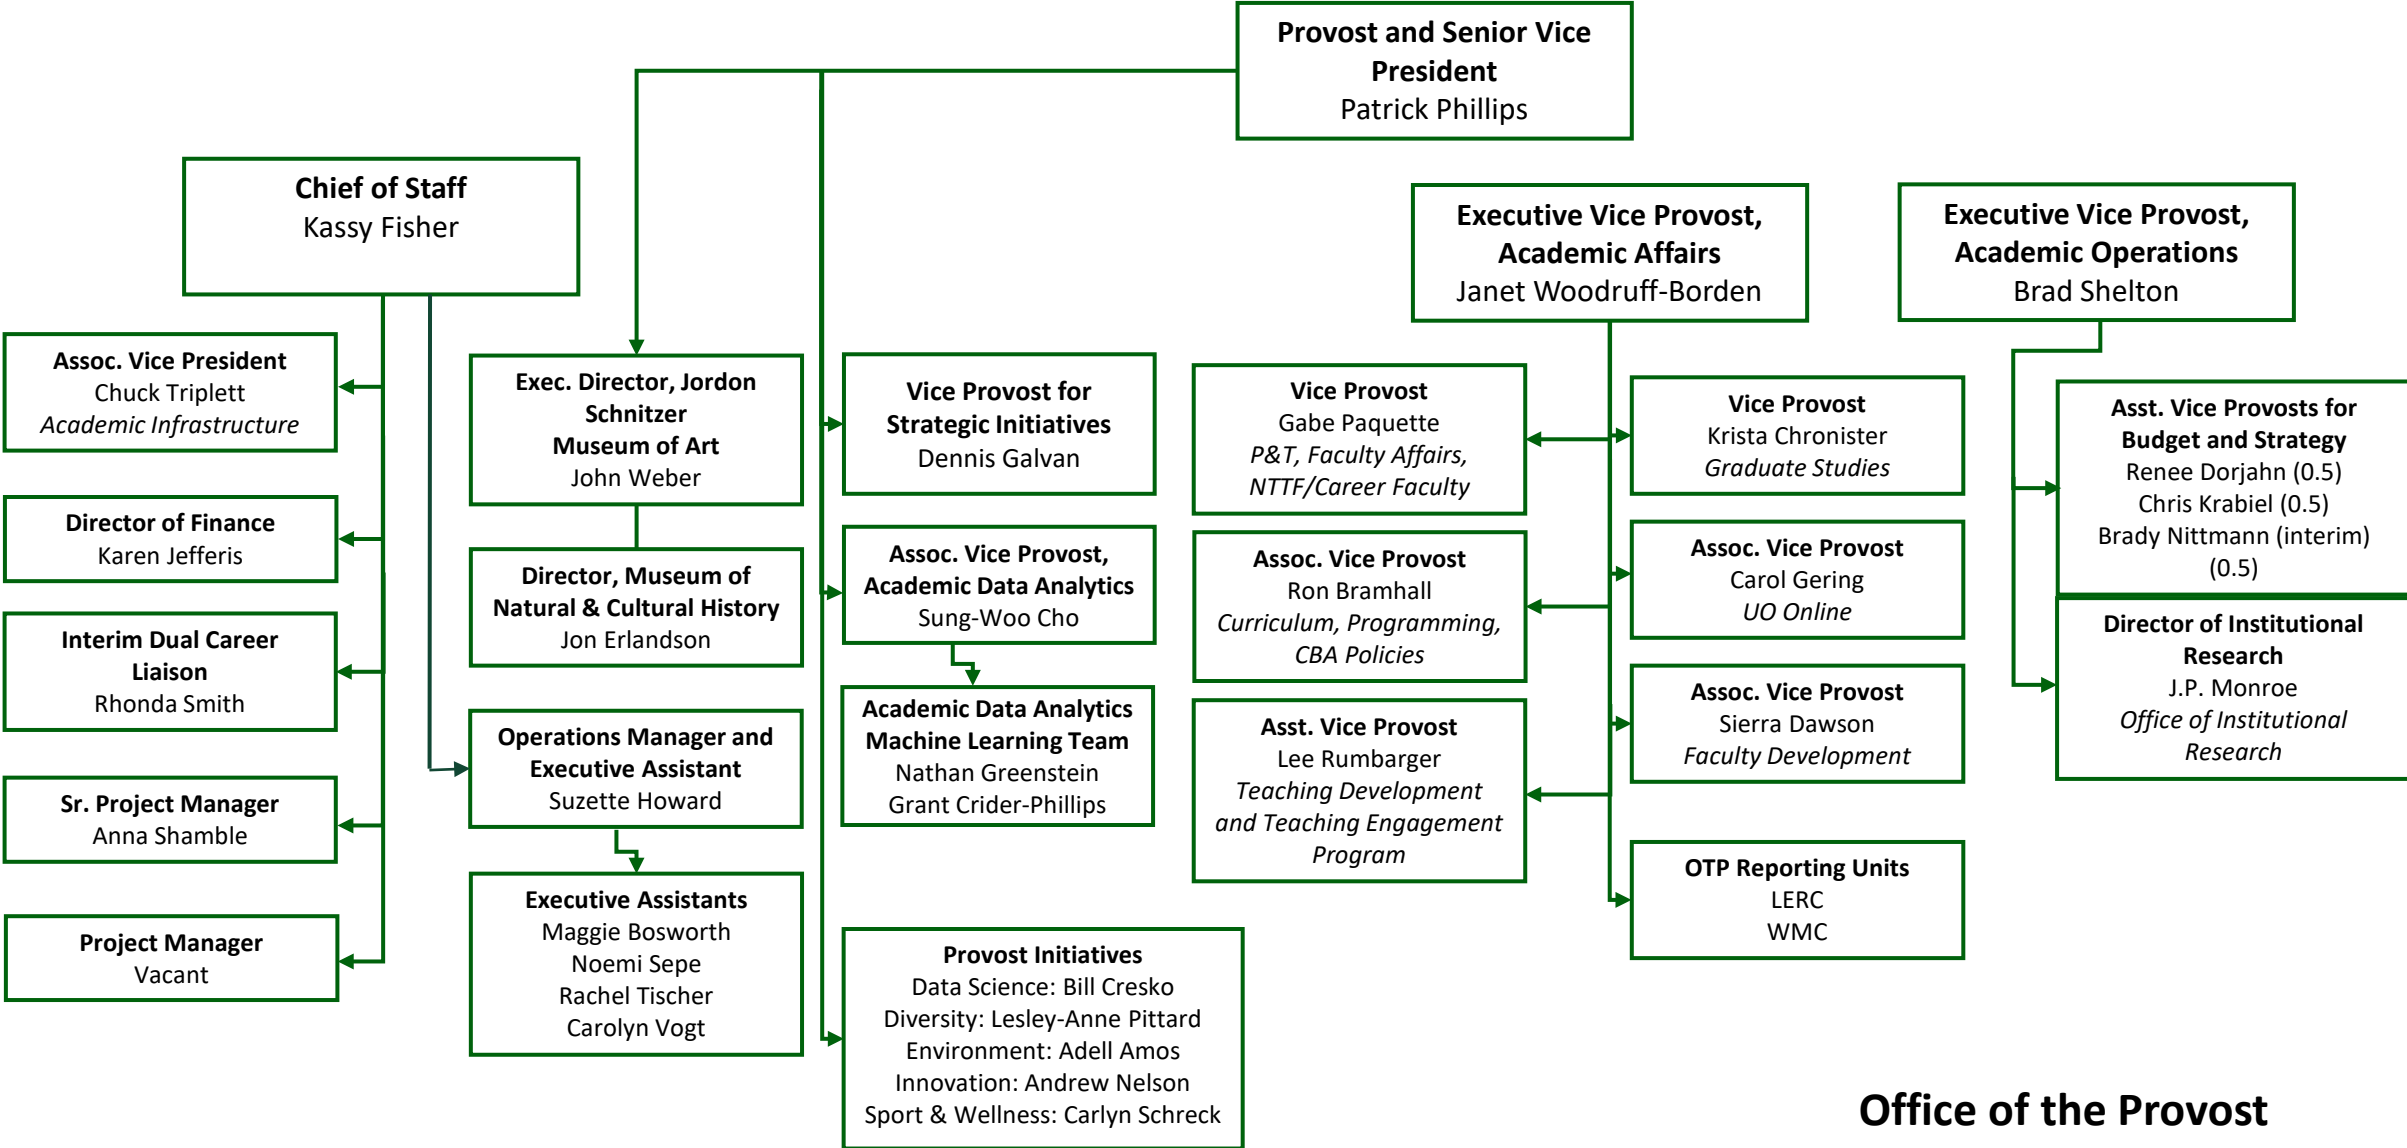 Provost and Senior Vice
President
Patrick Phillips
Chief of Staff
Kassy Fisher
Executive Vice Provost,
Academic Affairs
Janet Woodruff-Borden
Executive Vice Provost,
Academic Operations
Brad Shelton
Assoc. Vice President
Chuck Triplett
Academic Infrastructure
Director of Finance
Karen Jefferis
Interim Dual Career
Liaison
Rhonda Smith
Sr. Project Manager
Anna Shamble
Project Manager
Vacant
Exec. Director, Jordon
Schnitzer
Museum of Art
John Weber
Director, Museum of
Natural & Cultural History
Jon Erlandson
Operations Manager and
Executive Assistant
Suzette Howard
Executive Assistants
Maggie Bosworth
Noemi Sepe
Rachel Tischer
Carolyn Vogt
Vice Provost for
Strategic Initiatives
Dennis Galvan
Assoc. Vice Provost,
Academic Data Analytics
Sung-Woo Cho
Academic Data Analytics
Machine Learning Team
Nathan Greenstein
Grant Crider-Phillips
Provost Initiatives
Data Science: Bill Cresko
Diversity: Lesley-Anne Pittard
Environment: Adell Amos
Innovation: Andrew Nelson
Sport & Wellness: Carlyn Schreck
Vice Provost
Gabe Paquette
P&T, Faculty Affairs,
NTTF/Career Faculty
Assoc. Vice Provost
Ron Bramhall
Curriculum, Programming,
CBA Policies
Asst. Vice Provost
Lee Rumbarger
Teaching Development
and Teaching Engagement
Program
Vice Provost
Krista Chronister
Graduate Studies
Assoc. Vice Provost
Carol Gering
UO Online
Assoc. Vice Provost
Sierra Dawson
Faculty Development
OTP Reporting Units
LERC
WMC
Asst. Vice Provosts for
Budget and Strategy
Renee Dorjahn (0.5)
Chris Krabiel (0.5)
Brady Nittmann (interim)
(0.5)
Director of Institutional
Research
J.P. Monroe
Office of Institutional
Research
Office of the Provost